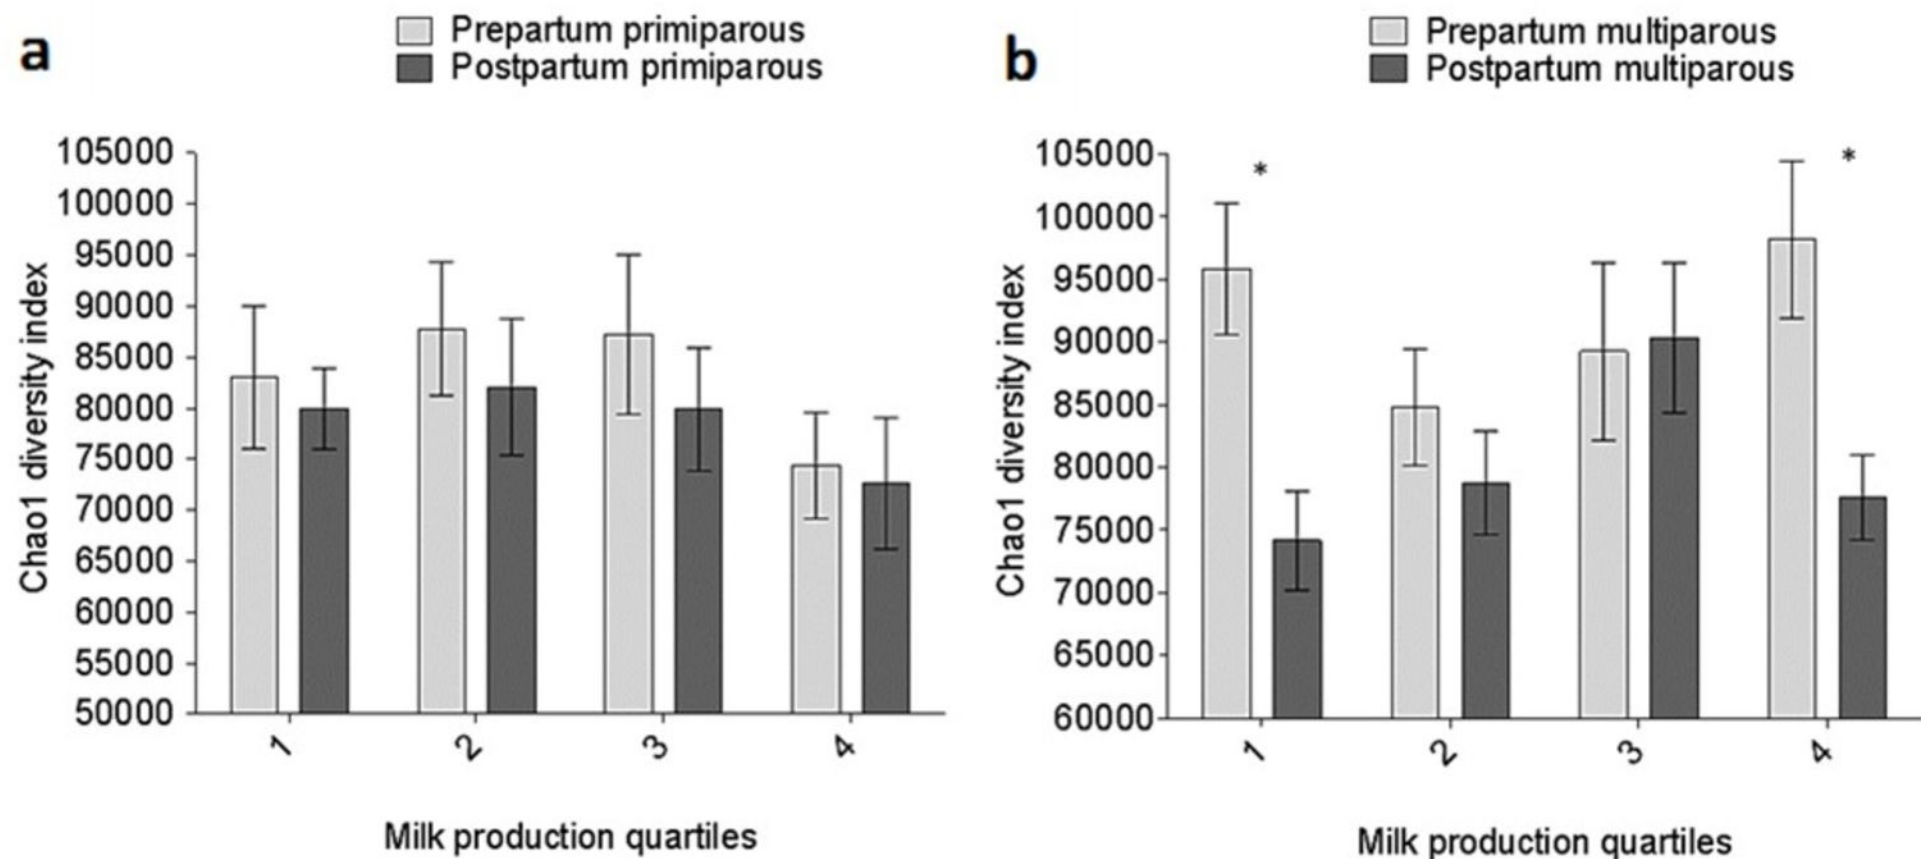 a
Prepartum primiparous
Postpartum primiparous
105000
100000
95000
90000
85000
80000
75000
70000
65000
60000
55000
50000
Chao1 diversity index
1 2 3 4
Milk production quartiles
b
Prepartum multiparous
Postpartum multiparous
* *
105000
100000
95000
90000
85000
80000
75000
70000
65000
60000
Chao1 diversity index
1 2 3 4
Milk production quartiles